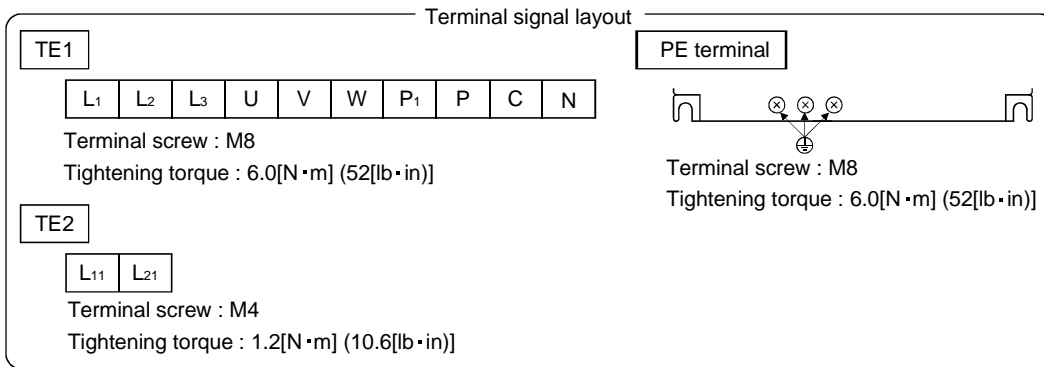 Terminal signal layout
TE1
L1 L2 L3 U V W P1 P C N
Terminal screw : M8
Tightening torque : 6.0[N・m] (52[lb・in)]
PE terminal
Terminal screw : M8
Tightening torque : 6.0[N・m] (52[lb・in)]
TE2
L11 L21
Terminal screw : M4
Tightening torque : 1.2[N・m] (10.6[lb・in)]